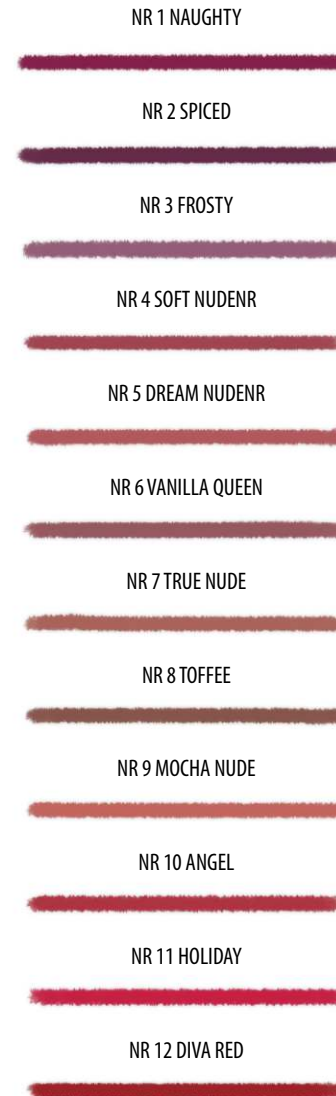 NR 1 NAUGHTY
NR 2 SPICED
NR 3 FROSTY
NR 4 SOFT NUDENR
NR 5 DREAM NUDENR
NR 6 VANILLA QUEEN
NR 7 TRUE NUDE
NR 8 TOFFEE
NR 9 MOCHA NUDE
NR 10 ANGEL
NR 11 HOLIDAY
NR 12 DIVA RED